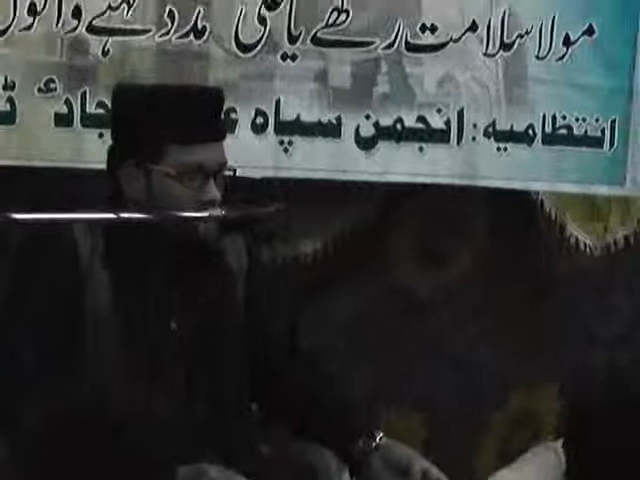 مولا سلامت رکھے یا علی مدد کہنے والوں
انتظامیہ: انجمن سپاہ